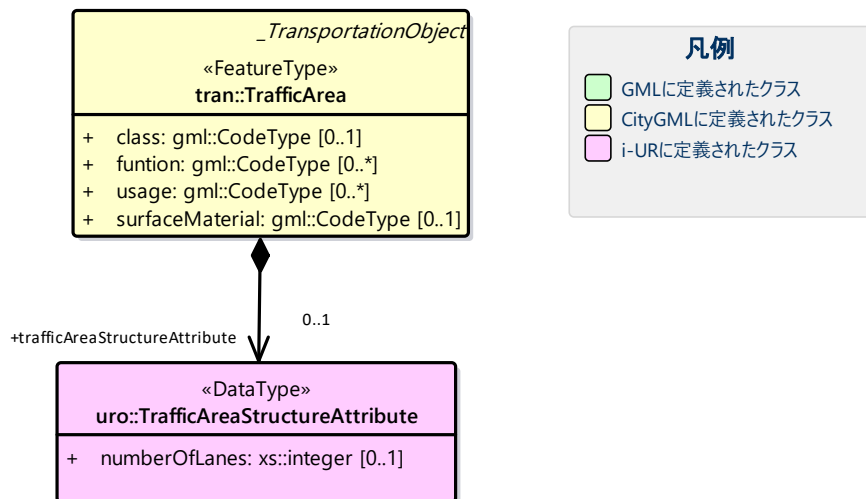 _TransportationObject
«FeatureType»
tran::TrafficArea
+ class: gml::CodeType [0..1]
+ funtion: gml::CodeType [0..*]
+ usage: gml::CodeType [0..*]
+ surfaceMaterial: gml::CodeType [0..1]
凡例
GMLに定義されたクラス
CityGMLに定義されたクラス
i-URに定義されたクラス
0..1
+trafficAreaStructureAttribute
«DataType»
uro::TrafficAreaStructureAttribute
+ numberOfLanes: xs::integer [0..1]